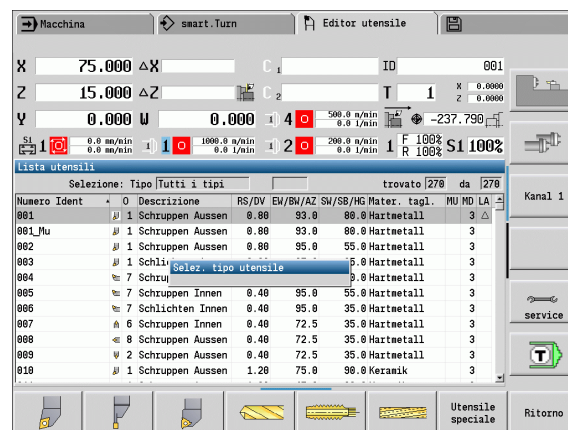 Macchina smart.Turn Editor utensile
X 75.000 ΔX C 1 ID 001
Z 15.000 ΔZ C 2 T 1 X 0.0000 Z 0.0000
Y 0.000 W 0.000 4 500.0 m/min 0.0 1/min -237.790
S1 1 0.0 mm/min 0.0 mm/min 1 1000.0 m/min 0.0 1/min 2 200.0 m/min 0.0 1/min 1 F 100% R 100% S1 100%
Lista utensili
Selezione: Tipo Tutti i tipi trovato 270 da 270
Numero Ident O Descrizione RS/DV EW/BW/AZ SW/SB/HG Mater. tagl. MU MD LA
001 1 Schruppen Aussen 0.80 93.0 80.0 Hartmetall 3
001_Mu 1 Schruppen Aussen 0.80 93.0 80.0 Hartmetall 3
002 1 Schruppen Aussen 0.80 95.0 55.0 Hartmetall 3
003 1 Hartmetall 3
Selez. tipo utensile
004 7 Hartmetall 3
005 7 Schruppen Innen 0.40 95.0 55.0 Hartmetall 3
006 7 Schlichten Innen 0.40 95.0 35.0 Hartmetall 3
007 6 Schruppen Innen 0.40 72.5 35.0 Hartmetall 3
008 8 Schruppen Aussen 0.40 72.5 35.0 Hartmetall 3
009 2 Schruppen Aussen 0.40 72.5 35.0 Hartmetall 3
010 1 Schruppen Aussen 1.20 75.0 90.0 Keramik 3
Kanal 1
service
T
Utensile speciale
Ritorno